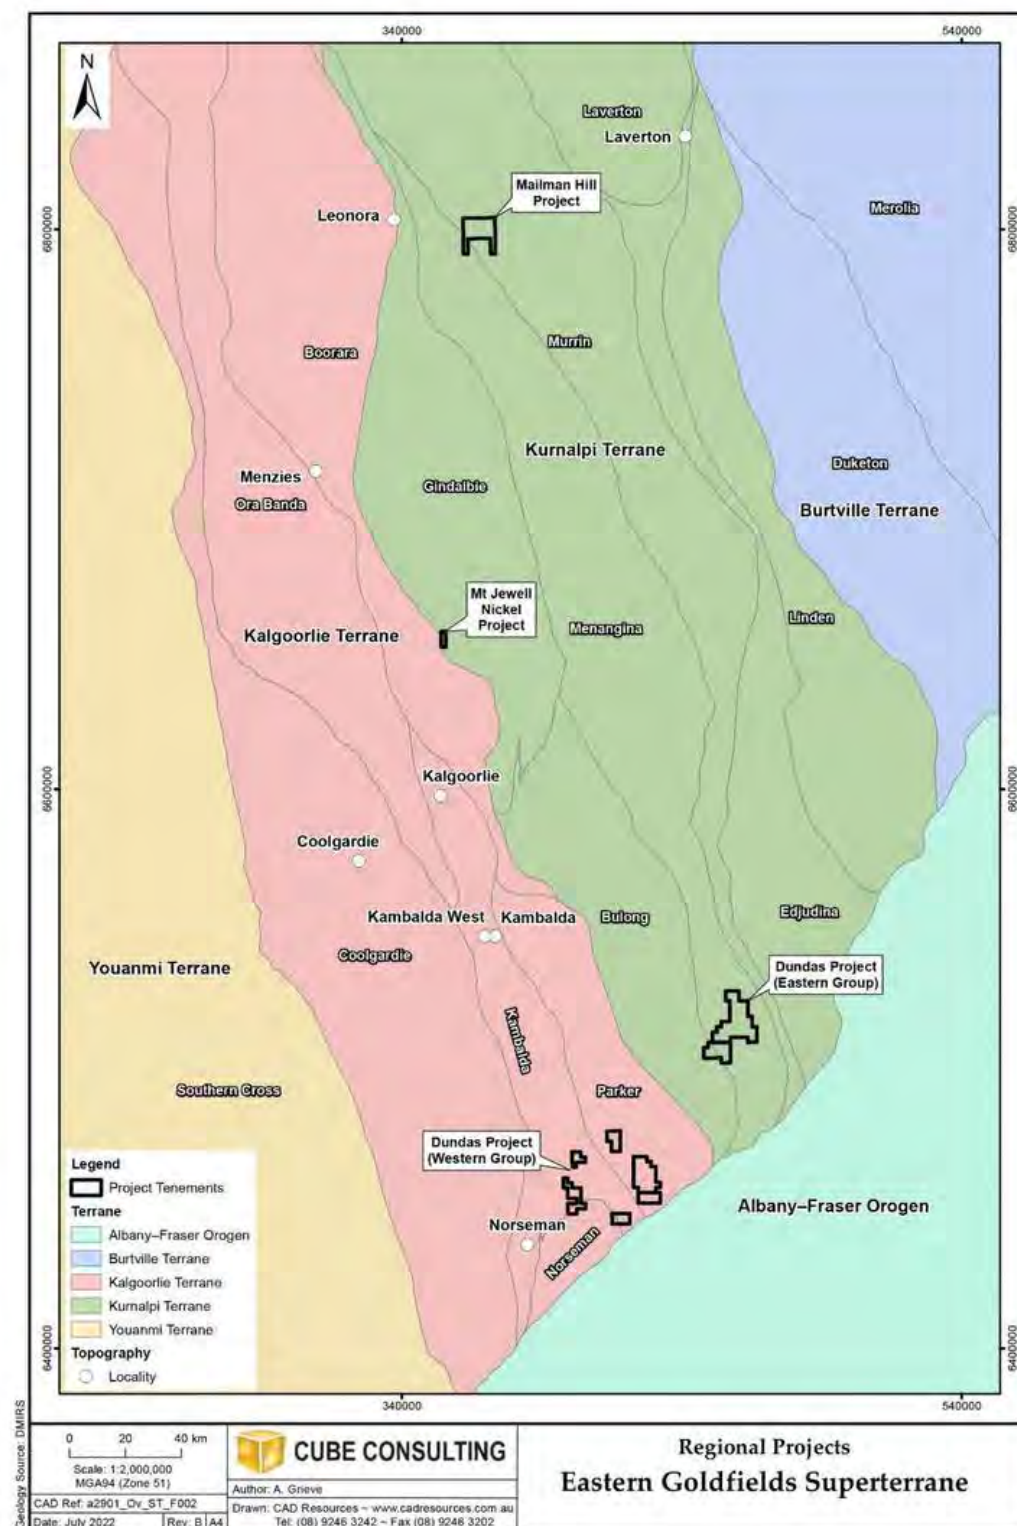 340000
540000
N
Laverton
Laverton
Mailman Hill
Project
Merolia
Leonora
6800000
6800000
Murrin
Boorara
Kurnalpi Terrane
Duketon
Menzies
Gindalbie
Ora Banda
Burtville Terrane
Mt Jewell
Nickel
Project
Linden
Menangina
Kalgoorlie Terrane
Kalgoorlie
6600000
6600000
Coolgardie
Kambalda West
Kambalda
Bulong
Edjudina
Coolgardie
Youanmi Terrane
Dundas Project
(Eastern Group)
Kambalda
Southern Cross
Parker
Dundas Project
(Western Group)
Albany–Fraser Orogen
Norseman
Norseman
Legend
Project Tenements
Terrane
Albany–Fraser Orogen
Burtville Terrane
Kalgoorlie Terrane
Kurnalpi Terrane
Youanmi Terrane
Topography
Locality
6400000
6400000
340000
540000
Geology Source: DMIRS
0 20 40 km
Scale: 1:2,000,000
MGA94 (Zone 51)
CAD Ref: a2901_Ov_ST_F002
Date: July 2022
Rev: B
A4
CUBE CONSULTING
Author: A. Grieve
Drawn: CAD Resources ~ www.cadresources.com.au
Tel: (08) 9246 3242 ~ Fax (08) 9246 3202
Regional Projects
Eastern Goldfields Superterrane